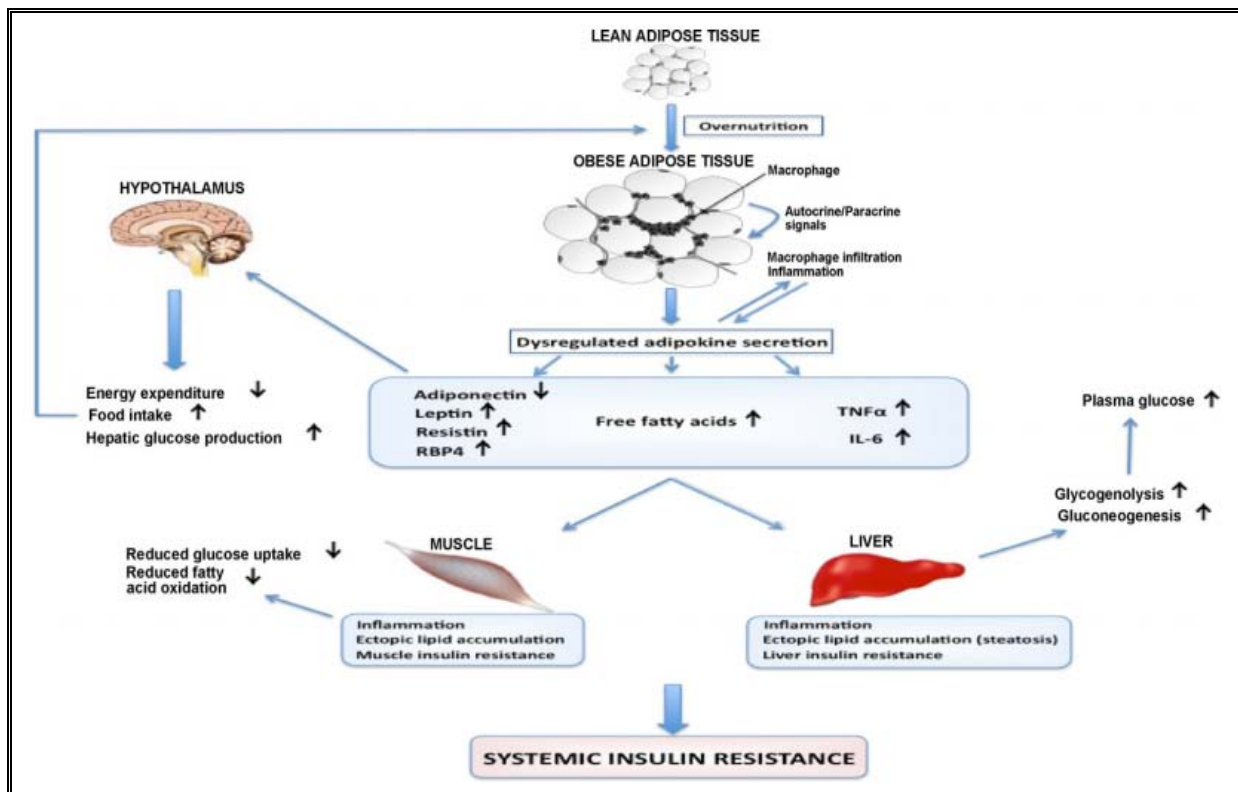 LEAN ADIPOSE TISSUE
Overnutrition
OBESE ADIPOSE TISSUE
Macrophage
HYPOTHALAMUS
Autocrine/Paracrine
signals
Macrophage infiltration
Inflammation
Dysregulated adipokine secretion
Energy expenditure ↓
Food intake ↑
Hepatic glucose production ↑
Adiponectin ↓
Leptin ↑
Resistin ↑
RBP4 ↑
Free fatty acids ↑
TNFα ↑
IL-6 ↑
Plasma glucose ↑
Glycogenolysis ↑
Gluconeogenesis ↑
MUSCLE
LIVER
Reduced glucose uptake ↓
Reduced fatty ↓
acid oxidation
Inflammation
Ectopic lipid accumulation
Muscle insulin resistance
Inflammation
Ectopic lipid accumulation (steatosis)
Liver insulin resistance
SYSTEMIC INSULIN RESISTANCE